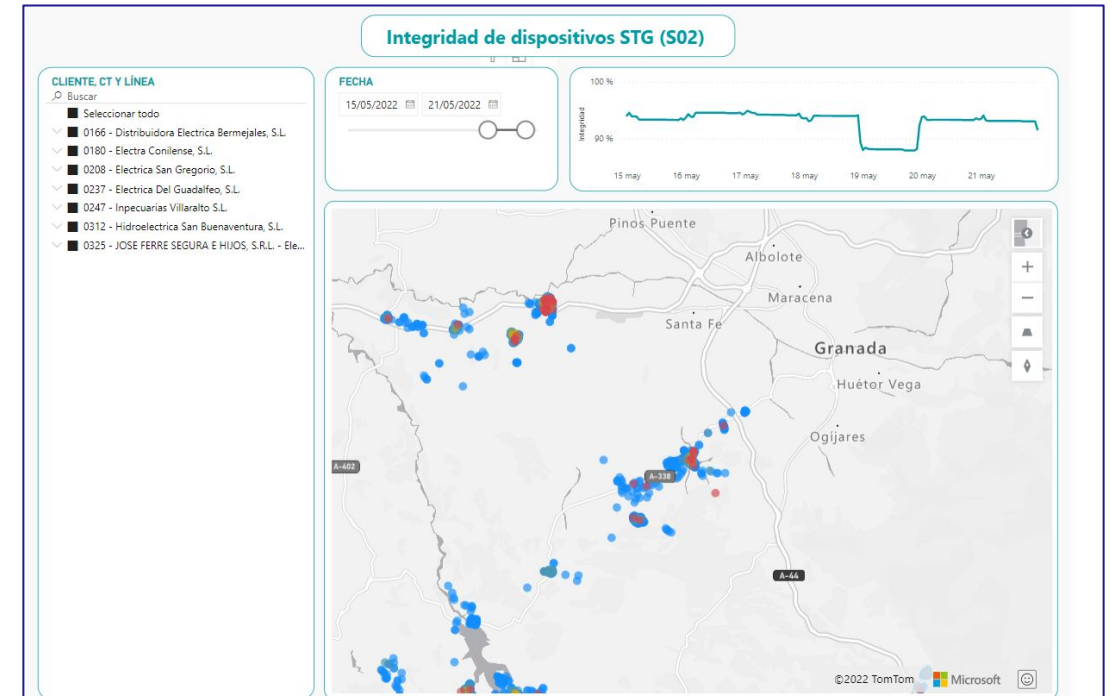 Integridad de dispositivos STG (S02)
CLIENTE, CT Y LÍNEA
Buscar
Seleccionar todo
0166 - Distribuidora Electrica Bermejales, S.L.
0180 - Electra Conilense, S.L.
0208 - Electrica San Gregorio, S.L.
0237 - Electrica Del Guadalfeo, S.L.
0247 - Inpecuarias Villaralto S.L.
0312 - Hidroelectrica San Buenaventura, S.L.
0325 - JOSE FERRE SEGURA E HIJOS, S.R.L. - Ele...
FECHA
15/05/2022 21/05/2022
100 %
Integridad
90 %
15 may 16 may 17 may 18 may 19 may 20 may 21 may
Pinos Puente
Albolote
Maracena
Santa Fe
Granada
Huétor Vega
Ogíjares
A-402
A-338
A-44
©2022 TomTom Microsoft